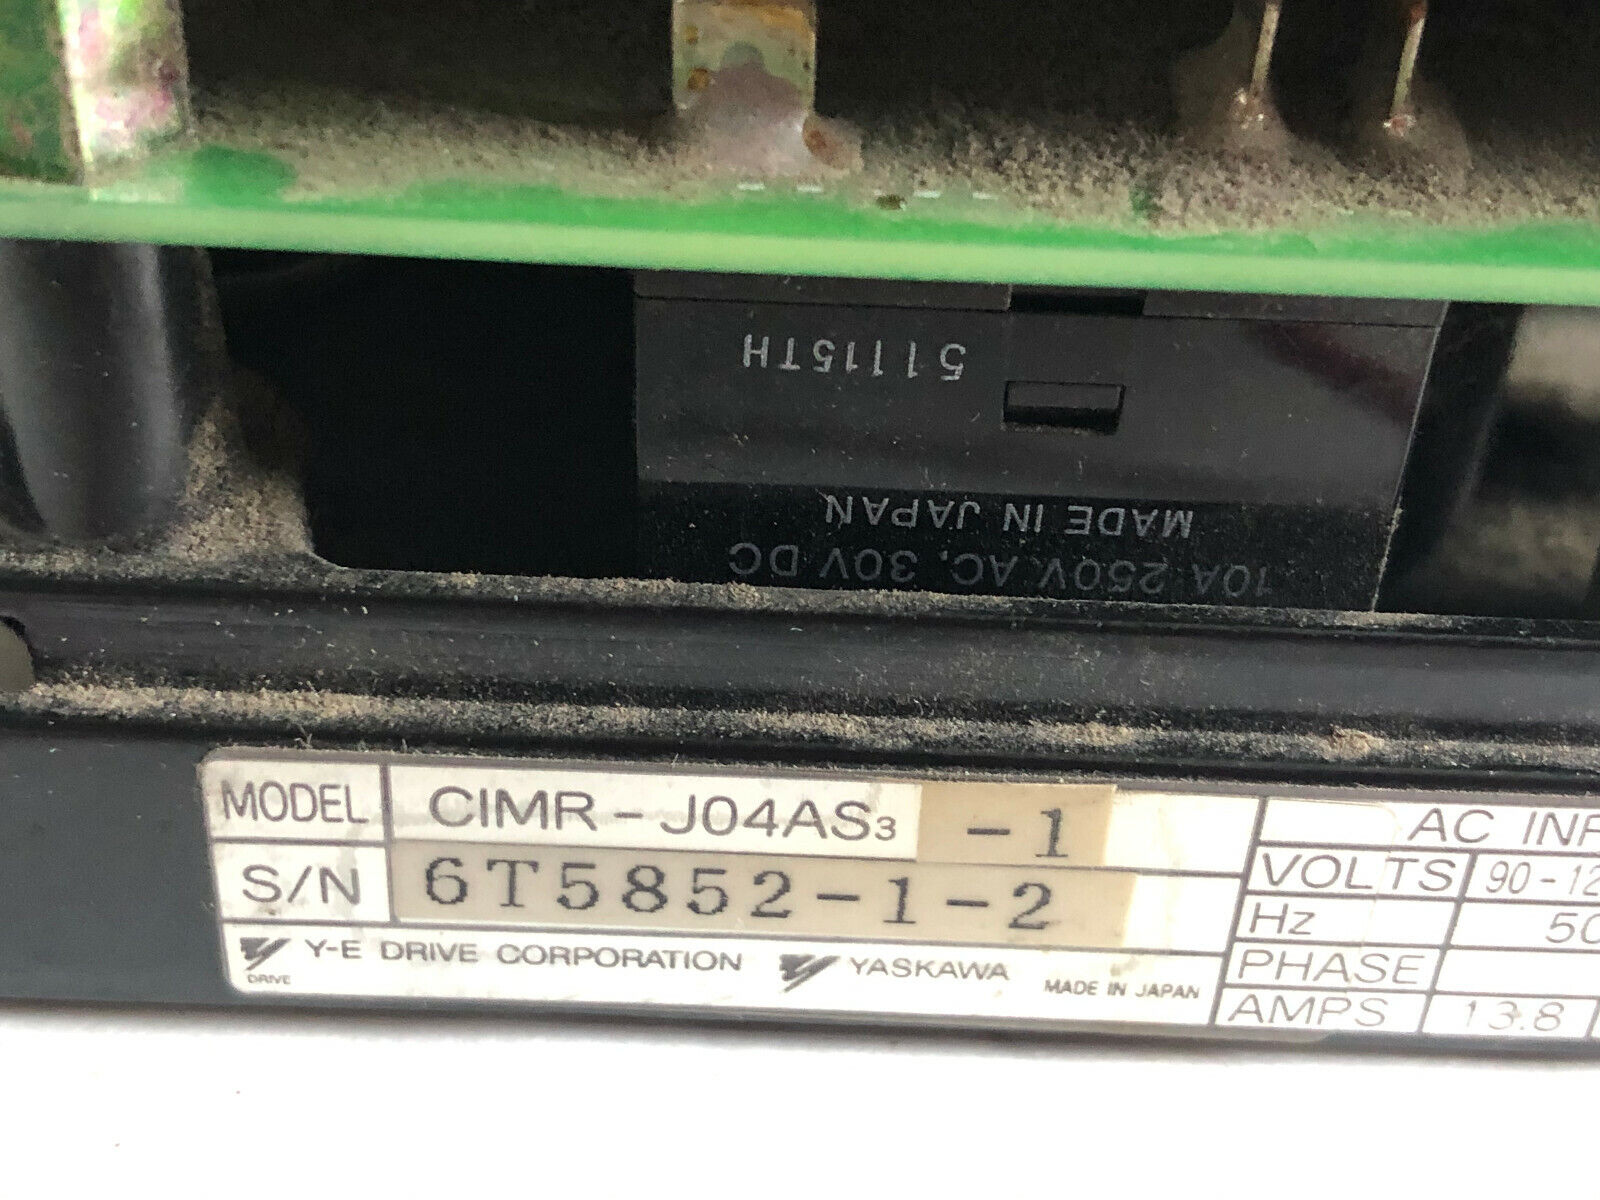 51115TH
MADE IN JAPAN
10A 250V AC, 30V DC
MODEL CIMR-J04AS3 -1
S/N 6T5852-1-2
Y-E DRIVE CORPORATION YASKAWA MADE IN JAPAN
DRIVE
AC
VOLTS 90-12
Hz 50
PHASE
AMPS 13.8